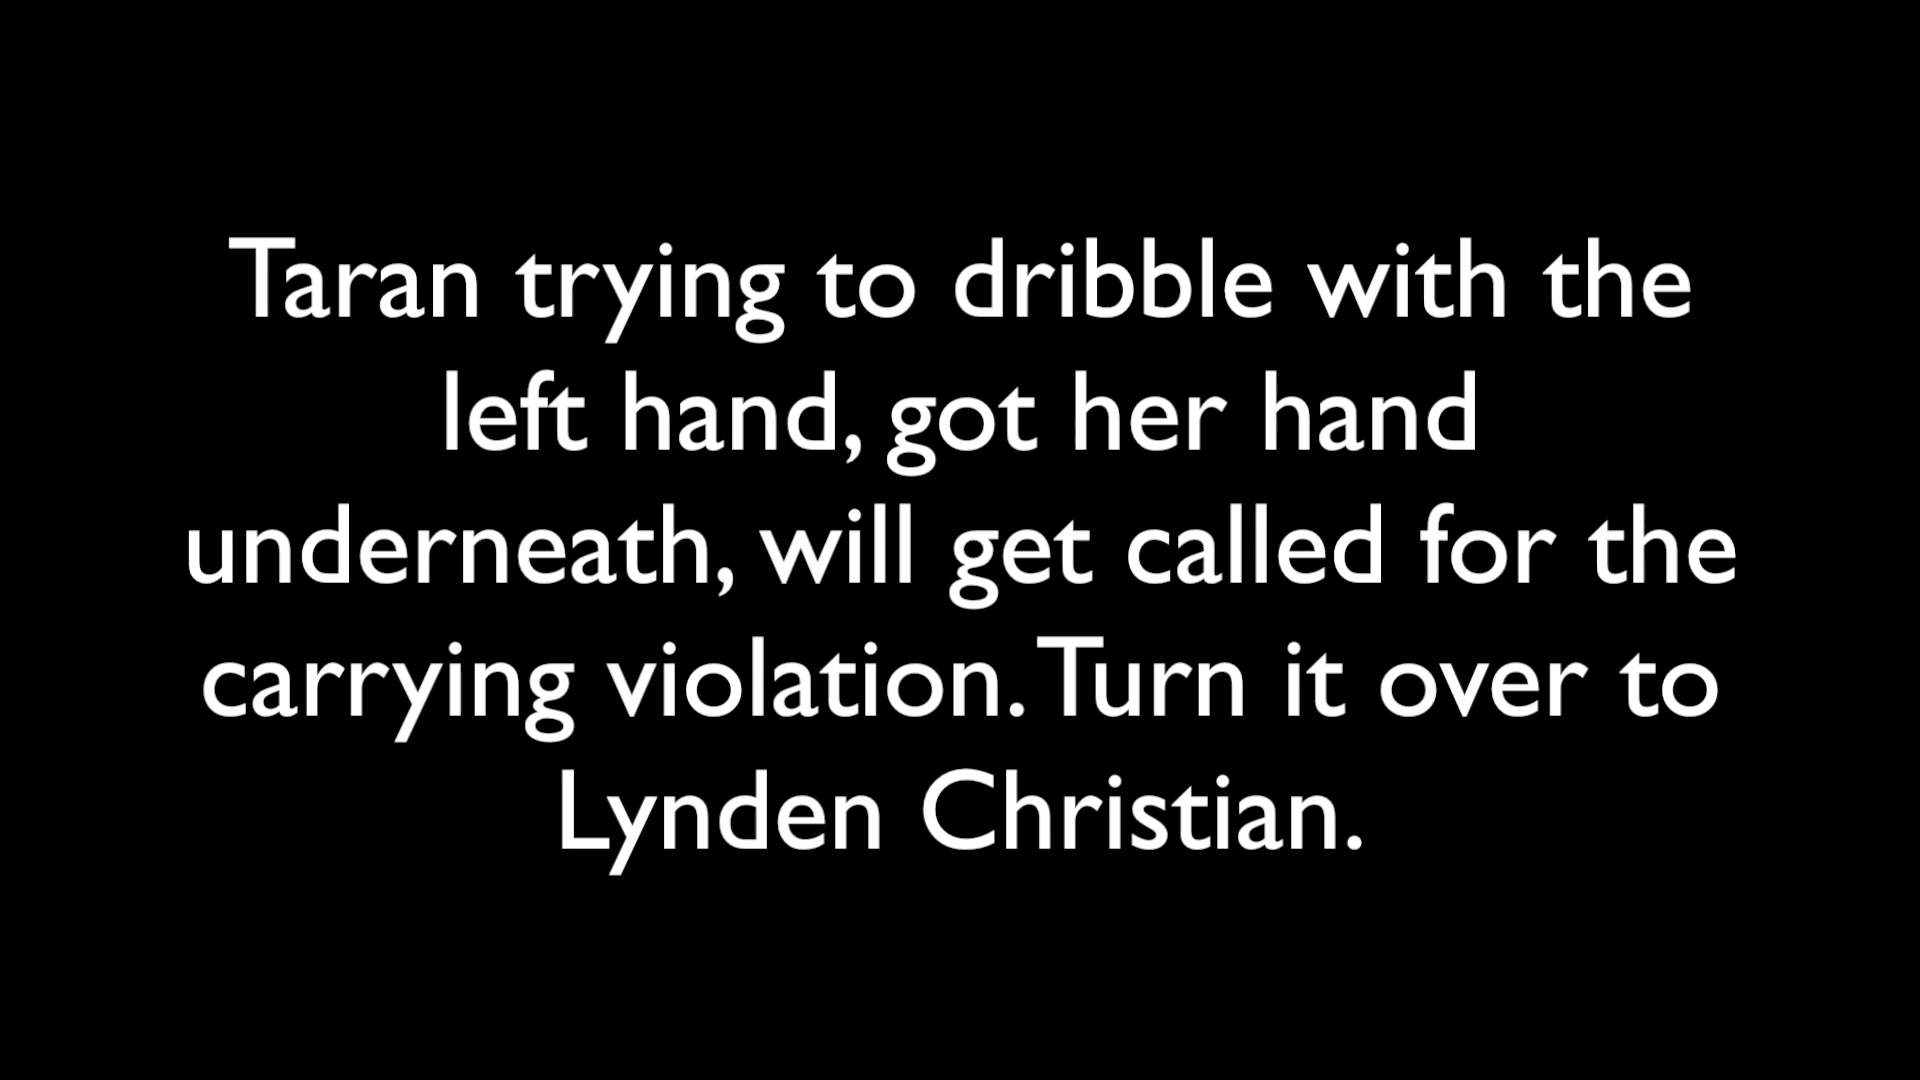 Taran trying to dribble with the
left hand, got her hand
underneath, will get called for the
carrying violation. Turn it over to
Lynden Christian.